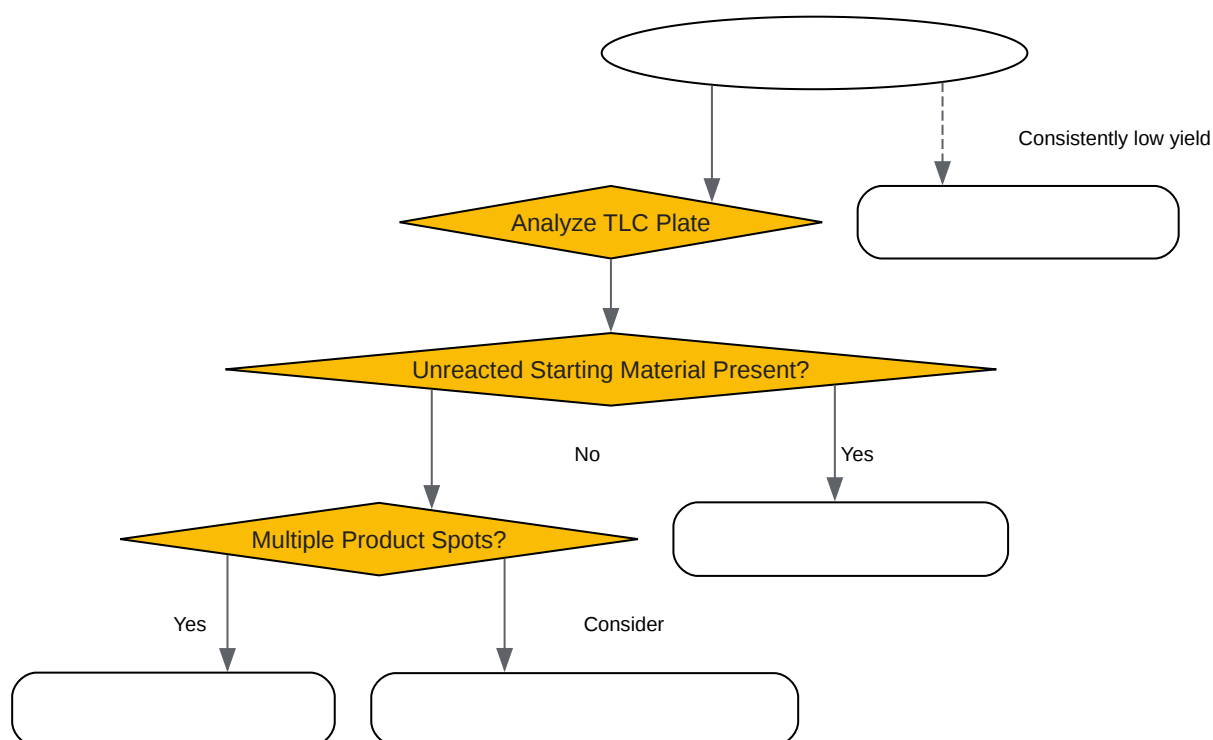 Consistently low yield
Analyze TLC Plate
Unreacted Starting Material Present?
No
Yes
Multiple Product Spots?
Yes
Consider